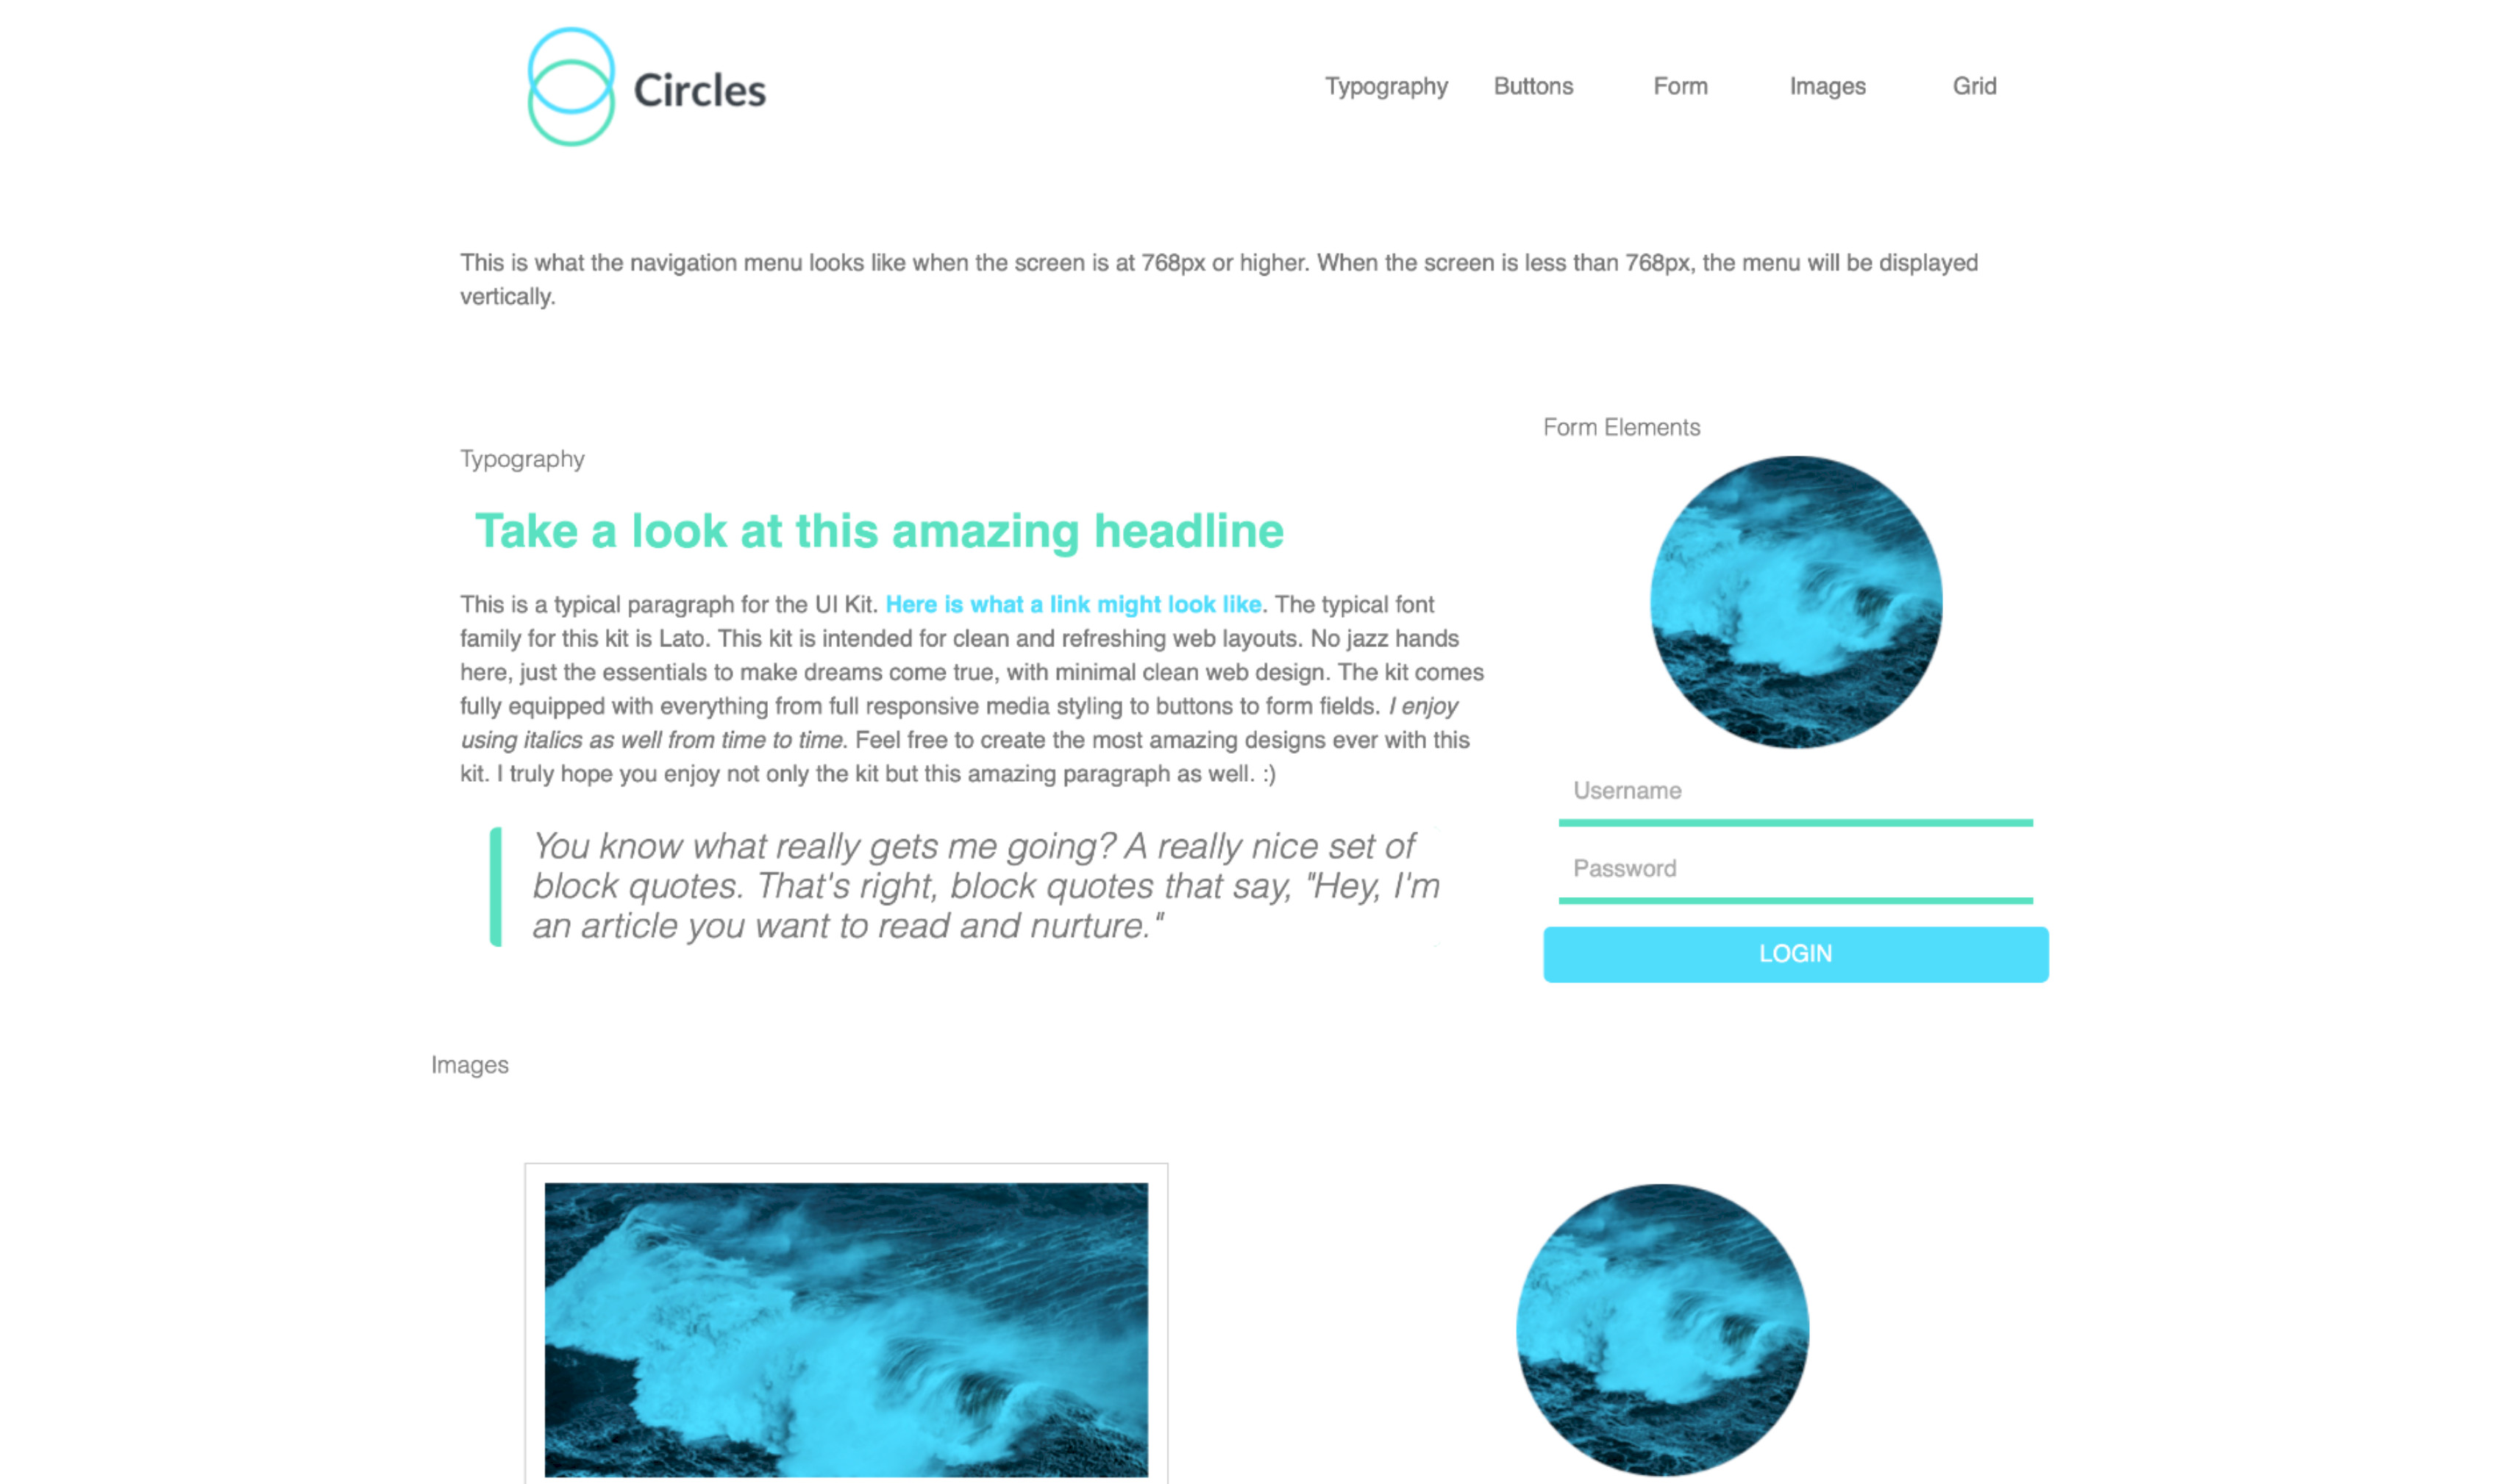 Circles
Typography Buttons Form Images Grid
This is what the navigation menu looks like when the screen is at 768px or higher. When the screen is less than 768px, the menu will be displayed
vertically.
Typography
Take a look at this amazing headline
This is a typical paragraph for the UI Kit. Here is what a link might look like. The typical font
family for this kit is Lato. This kit is intended for clean and refreshing web layouts. No jazz hands
here, just the essentials to make dreams come true, with minimal clean web design. The kit comes
fully equipped with everything from full responsive media styling to buttons to form fields. I enjoy
using italics as well from time to time. Feel free to create the most amazing designs ever with this
kit. I truly hope you enjoy not only the kit but this amazing paragraph as well. :)
You know what really gets me going? A really nice set of
block quotes. That's right, block quotes that say, "Hey, I'm
an article you want to read and nurture."
Form Elements
Username
Password
LOGIN
Images